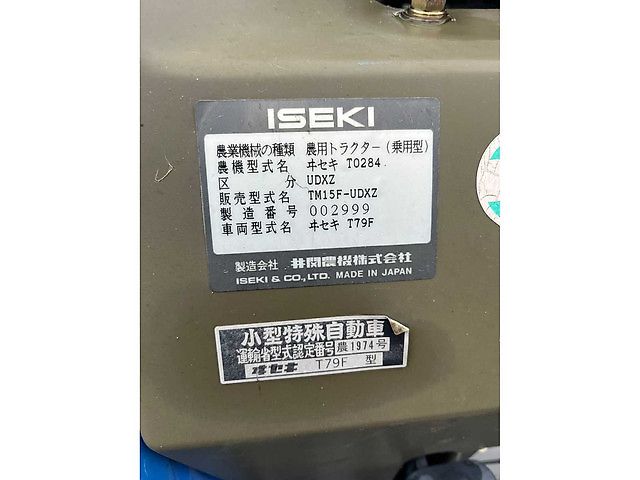 ISEKI
農業機械の種類 農用トラクター(乗用型)
農機型式名 ヰセキ T0284
区分 UDXZ
販売型式名 TM15F-UDXZ
製造番号 002999
車両型式名 ヰセキ T79F
製造会社 井関農機株式会社
ISEKI & CO., LTD. MADE IN JAPAN
小型特殊自動車
運輸省型式認定番号 農1974号
ヰセキ T79F 型